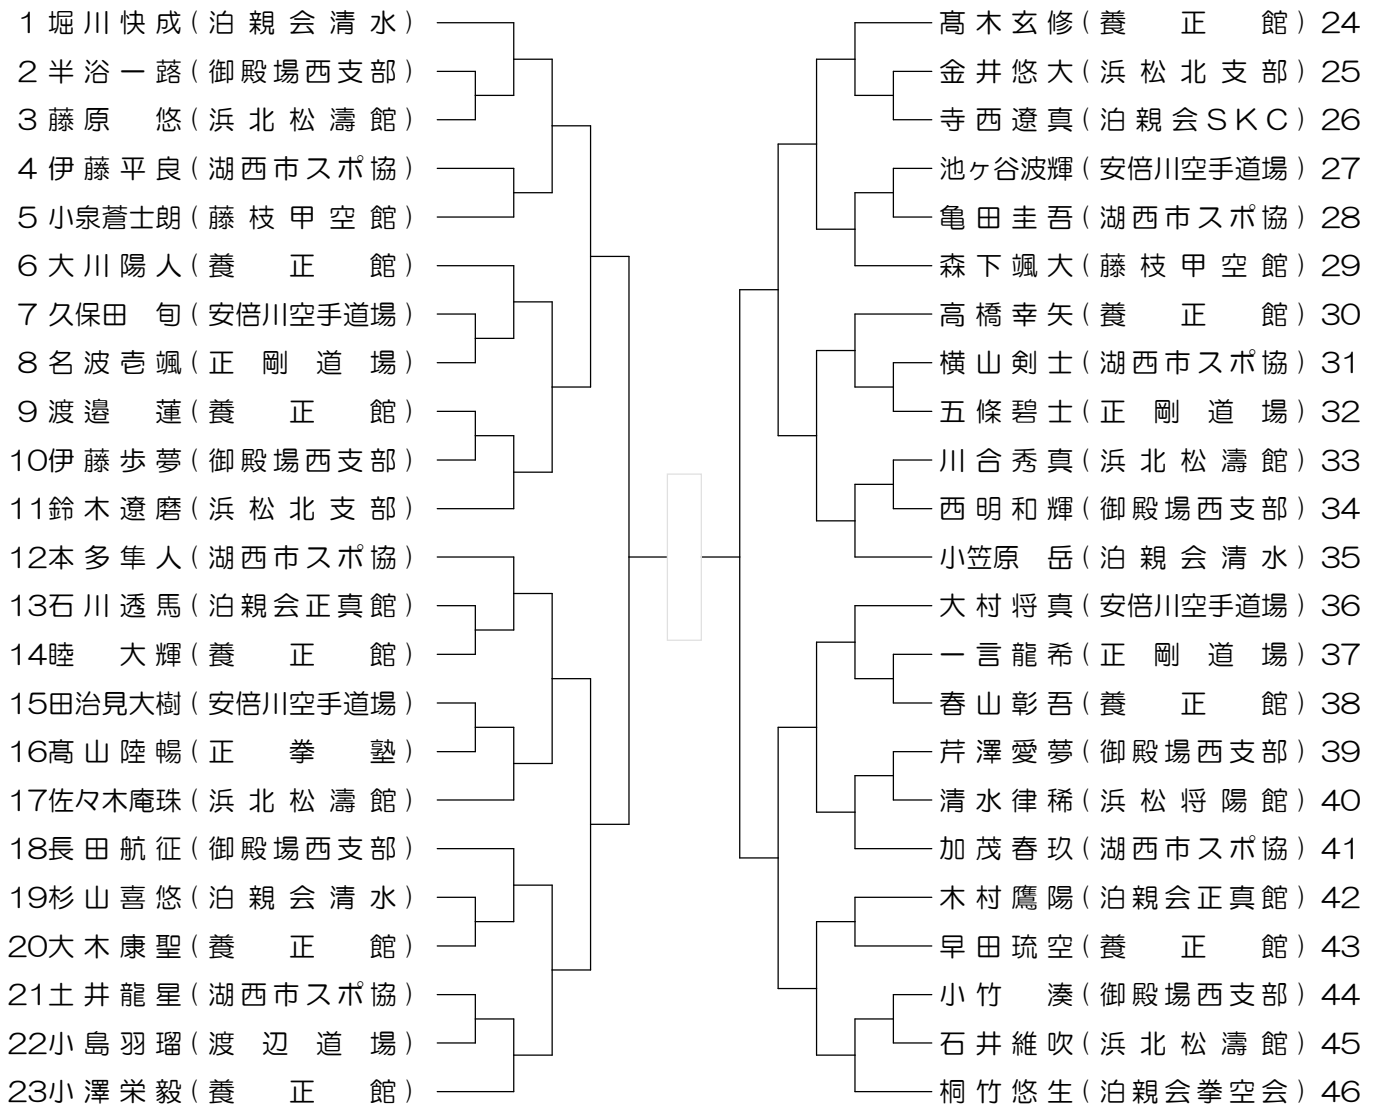 1 堀川快成(泊親会清水)
2 半浴一蕗(御殿場西支部)
3 藤原 悠(浜北松濤館)
4 伊藤平良(湖西市スポ協)
5 小泉蒼士朗(藤枝甲空館)
6 大川陽人(養正館)
7 久保田 旬(安倍川空手道場)
8 名波壱颯(正剛道場)
9 渡邉 蓮(養正館)
10 伊藤歩夢(御殿場西支部)
11 鈴木遼磨(浜松北支部)
12 本多隼人(湖西市スポ協)
13 石川透馬(泊親会正真館)
14 睦 大輝(養正館)
15 田治見大樹(安倍川空手道場)
16 髙山陸暢(正拳塾)
17 佐々木庵珠(浜北松濤館)
18 長田航征(御殿場西支部)
19 杉山喜悠(泊親会清水)
20 大木康聖(養正館)
21 土井龍星(湖西市スポ協)
22 小島羽瑠(渡辺道場)
23 小澤栄毅(養正館)
髙木玄修(養正館) 24
金井悠大(浜松北支部) 25
寺西遼真(泊親会SKC) 26
池ヶ谷波輝(安倍川空手道場) 27
亀田圭吾(湖西市スポ協) 28
森下颯大(藤枝甲空館) 29
高橋幸矢(養正館) 30
横山剣士(湖西市スポ協) 31
五條碧士(正剛道場) 32
川合秀真(浜北松濤館) 33
西明和輝(御殿場西支部) 34
小笠原 岳(泊親会清水) 35
大村将真(安倍川空手道場) 36
一言龍希(正剛道場) 37
春山彰吾(養正館) 38
芹澤愛夢(御殿場西支部) 39
清水律稀(浜松将陽館) 40
加茂春玖(湖西市スポ協) 41
木村鷹陽(泊親会正真館) 42
早田琉空(養正館) 43
小竹 湊(御殿場西支部) 44
石井維吹(浜北松濤館) 45
桐竹悠生(泊親会拳空会) 46